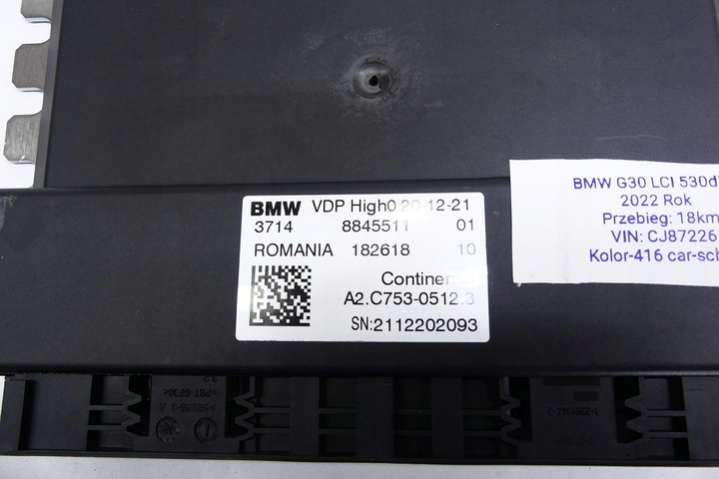 BMW VDP High0 20-12-21
3714 8845511 01
ROMANIA 182618 10
A2.C753-0512.3
SN:2112202093
BMW G30 LCI 530d
2022 Rok
Przebieg: 18km
VIN: CJ87226
Kolor-416 car-sch